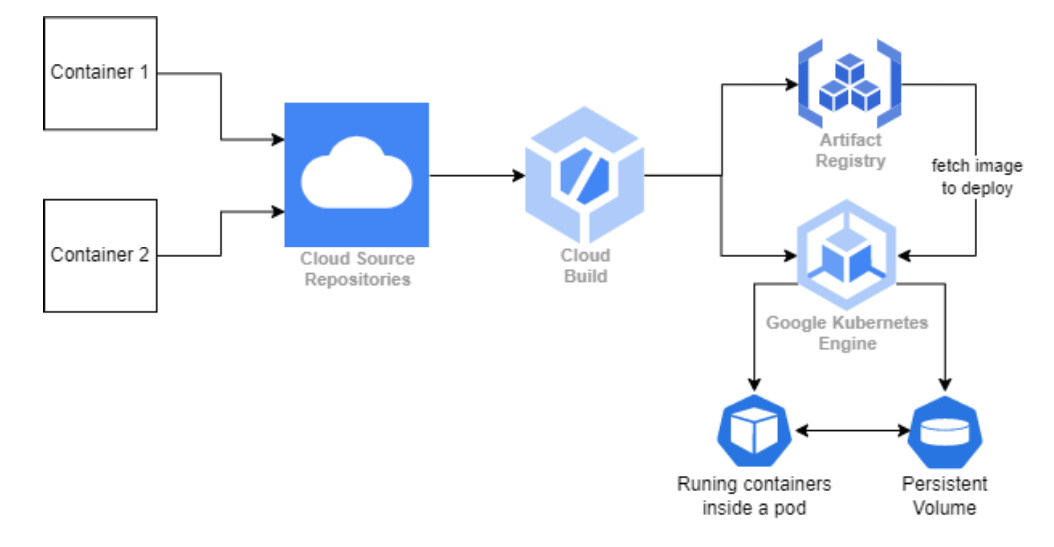 Container 1
Container 2
Cloud Source
Repositories
Cloud
Build
Artifact
Registry
fetch image
to deploy
Google Kubernetes
Engine
Runing containers
inside a pod
Persistent
Volume